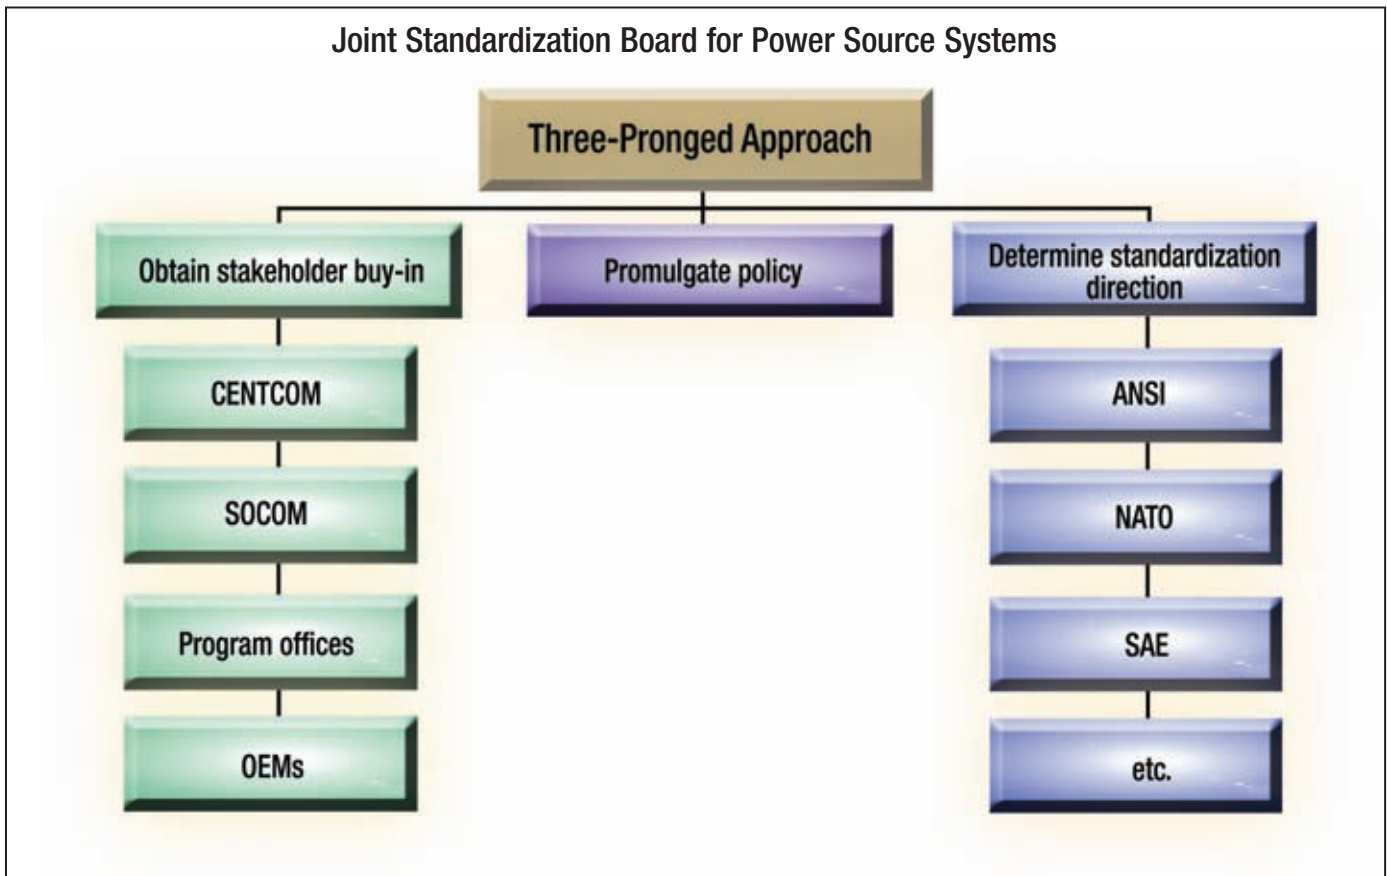 Joint Standardization Board for Power Source Systems
Three-Pronged Approach
Obtain stakeholder buy-in
CENTCOM
SOCOM
Program offices
OEMs
Promulgate policy
Determine standardization
direction
ANSI
NATO
SAE
etc.